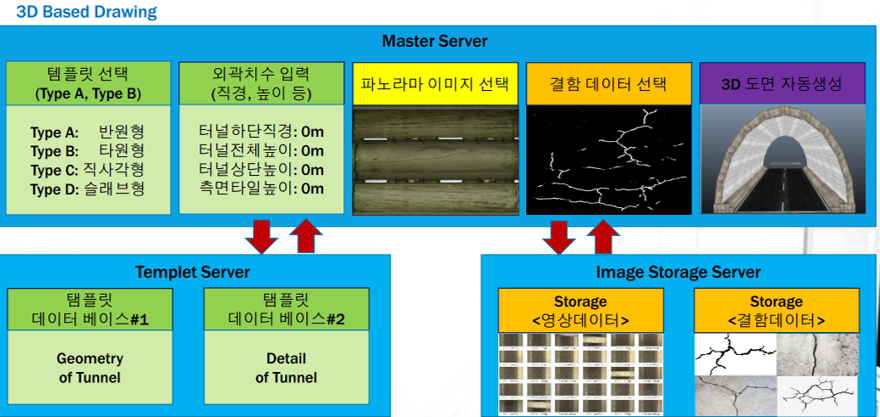 3D Based Drawing
Master Server
템플릿 선택
(Type A, Type B)
Type A: 반원형
Type B: 타원형
Type C: 직사각형
Type D: 슬래브형
외곽치수 입력
(직경, 높이 등)
터널하단직경: 0m
터널전체높이: 0m
터널상단높이: 0m
측면타일높이: 0m
파노라마 이미지 선택
결함 데이터 선택
3D 도면 자동생성
Templet Server
탬플릿
데이터 베이스#1
Geometry
of Tunnel
탬플릿
데이터 베이스#2
Detail
of Tunnel
Image Storage Server
Storage
<영상데이터>
Storage
<결함데이터>